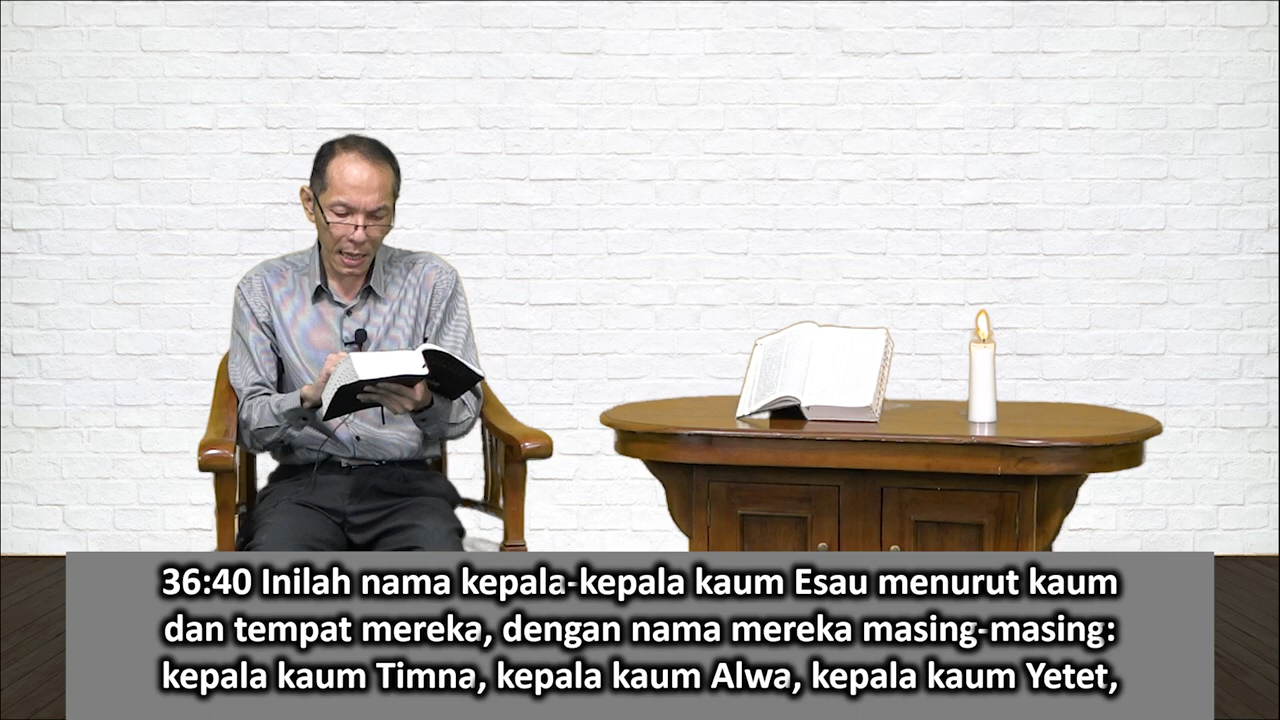 36:40 Inilah nama kepala-kepala kaum Esau menurut kaum
dan tempat mereka, dengan nama mereka masing-masing:
kepala kaum Timna, kepala kaum Alwa, kepala kaum Yetet,